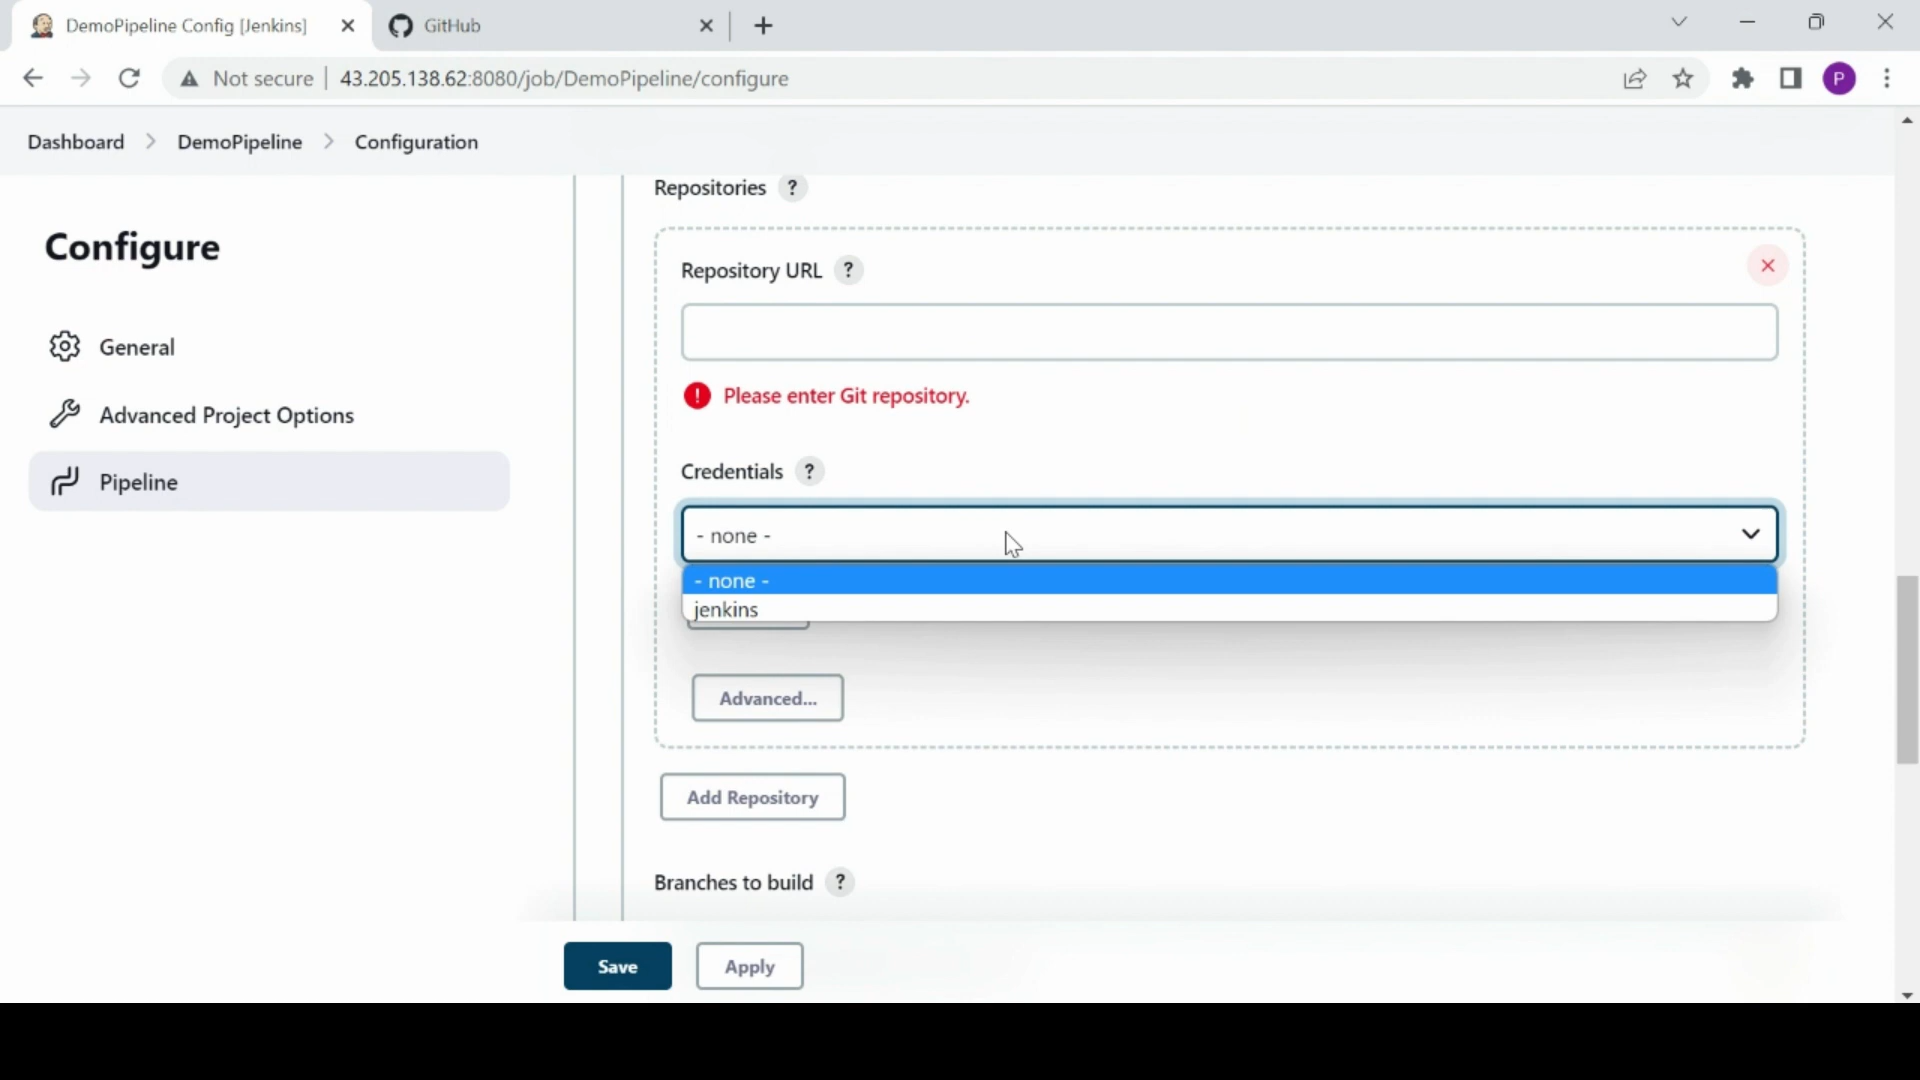 DemoPipeline Config [Jenkins]
GitHub
Not secure
43.205.138.62:8080/job/DemoPipeline/configure
P
Dashboard
DemoPipeline
Configuration
Repositories ?
Configure
General
Advanced Project Options
Pipeline
Repository URL ?
! Please enter Git repository.
Credentials ?
- none -
- none -
jenkins
Advanced...
Add Repository
Branches to build ?
Save
Apply